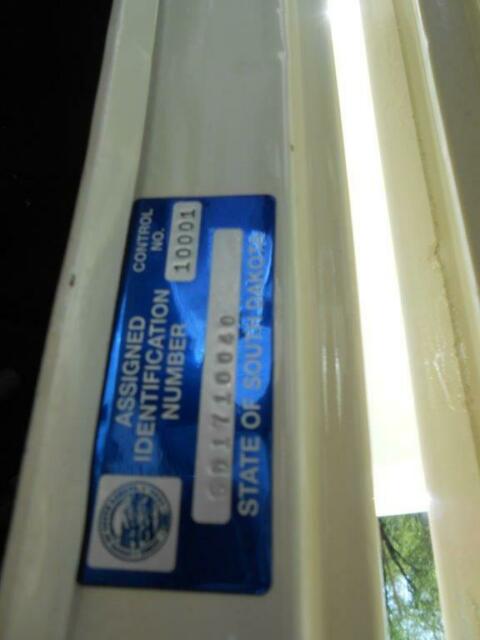 ASSIGNED
IDENTIFICATION
NUMBER
CONTROL
NO.
10001
STATE OF SOUTH DAKOTA